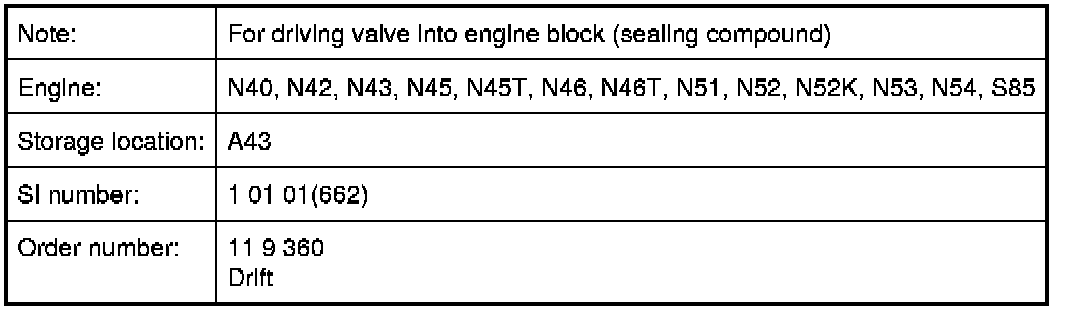 Note: For driving valve into engine block (sealing compound)
Engine: N40, N42, N43, N45, N45T, N46, N46T, N51, N52, N52K, N53, N54, S85
Storage location: A43
SI number: 1 01 01(662)
Order number: 11 9 360
Drift